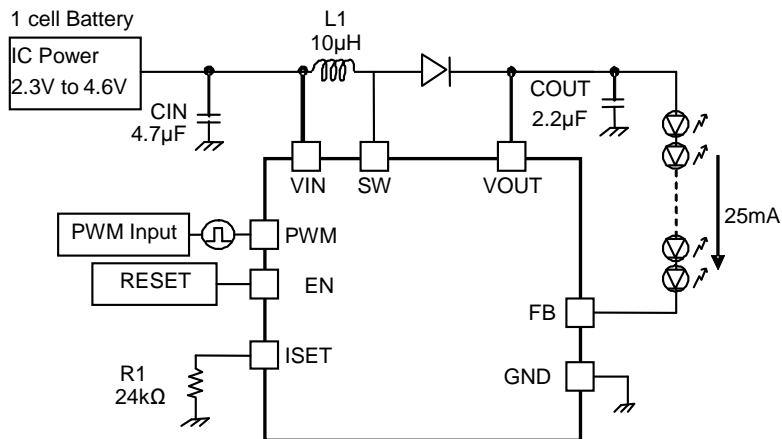 1 cell Battery
IC Power
2.3V to 4.6V
L1
10µH
CIN
4.7µF
COUT
2.2µF
VIN
SW
VOUT
25mA
PWM Input
PWM
RESET
EN
FB
ISET
R1
24kΩ
GND